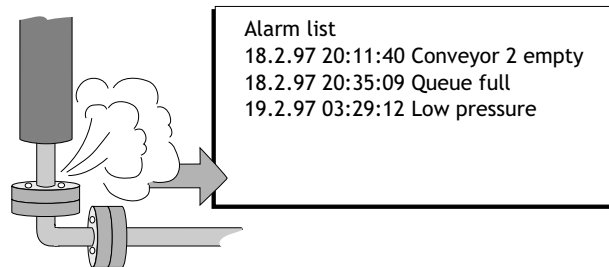 Alarm list
18.2.97 20:11:40 Conveyor 2 empty
18.2.97 20:35:09 Queue full
19.2.97 03:29:12 Low pressure